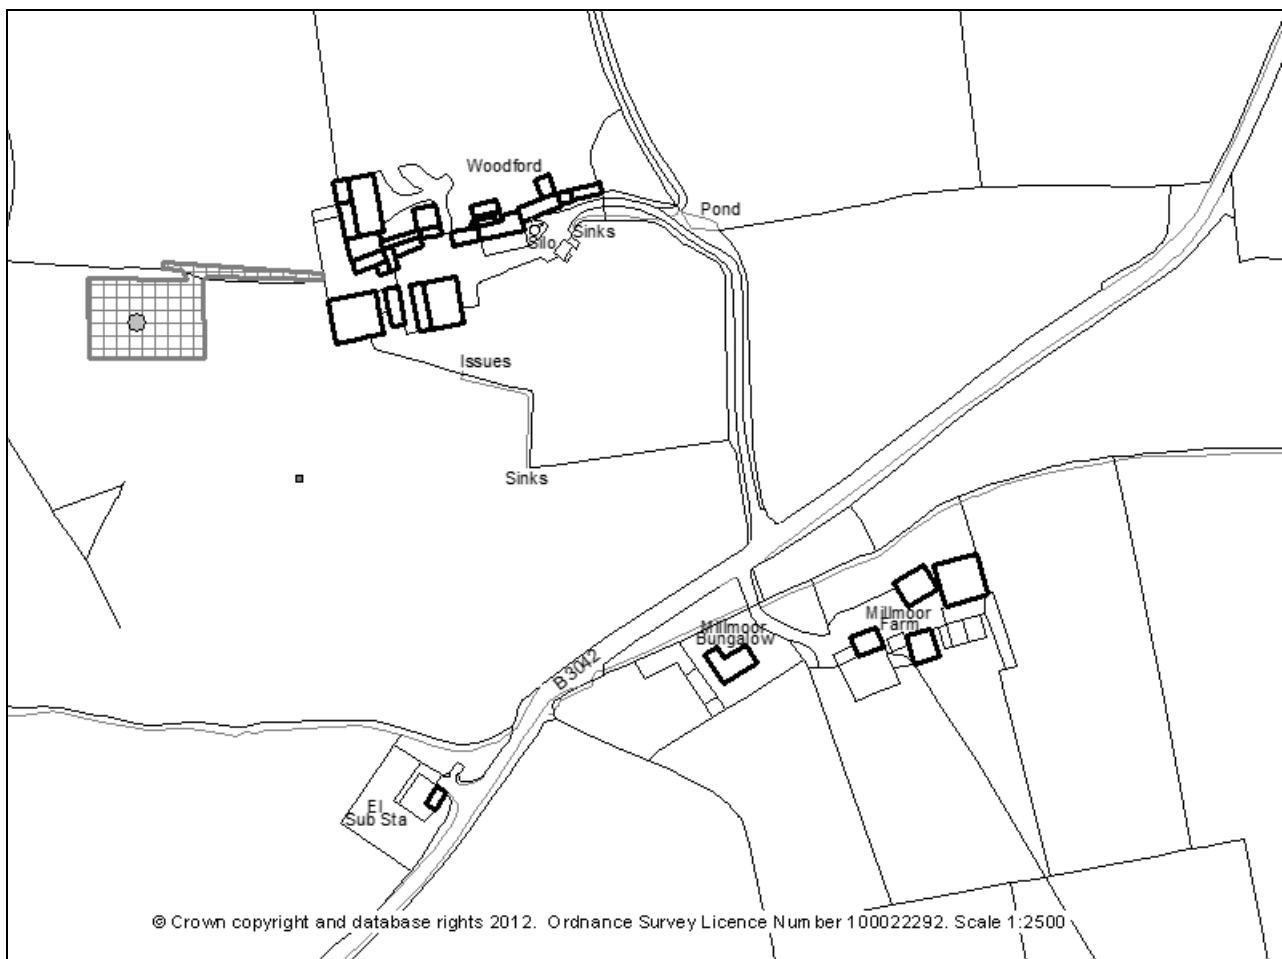 Woodford
Pond
Sinks
Silo
Issues
Sinks
Millmoor
Farm
Millmoor
Bungalow
B 3042
El
Sub Sta
© Crown copyright and database rights 2012. Ordnance Survey Licence Number 100022292. Scale 1:2500